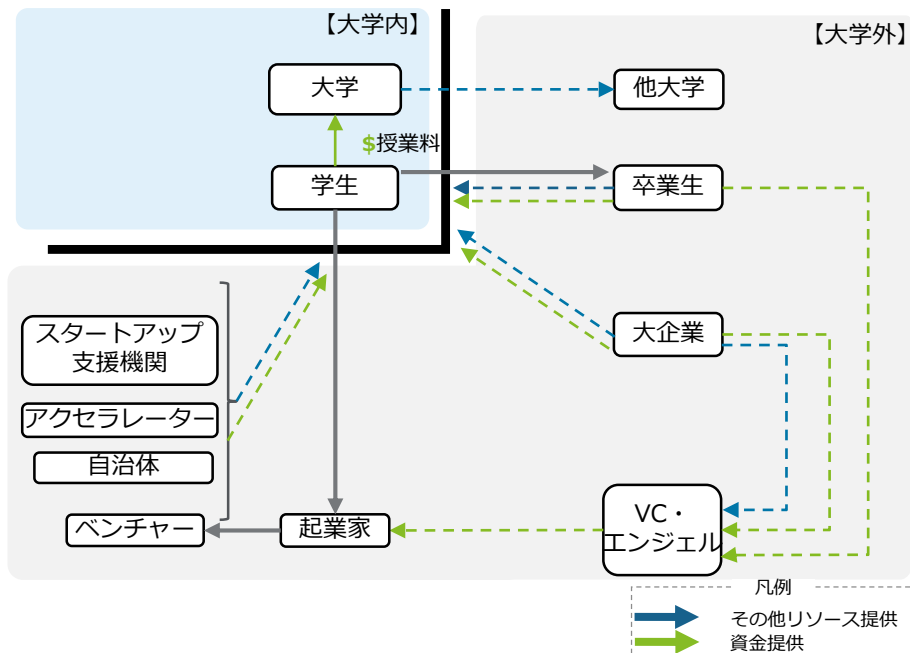 【大学内】
【大学外】
大学
他大学
$授業料
学生
卒業生
大企業
スタートアップ
支援機関
アクセラレーター
自治体
ベンチャー
起業家
VC・
エンジェル
凡例
その他リソース提供
資金提供